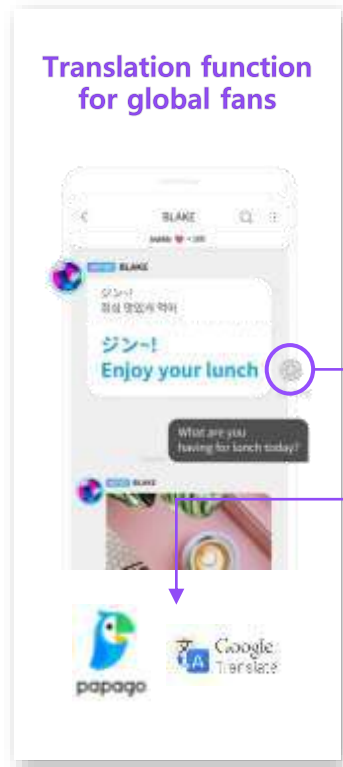 Translation function
for global fans
BLAKE
BLAKE
ジン~!
점심 맛있게 먹어
ジン~!
Enjoy your lunch
What are you
having for lunch today?
BLAKE
papago
Google
Translate